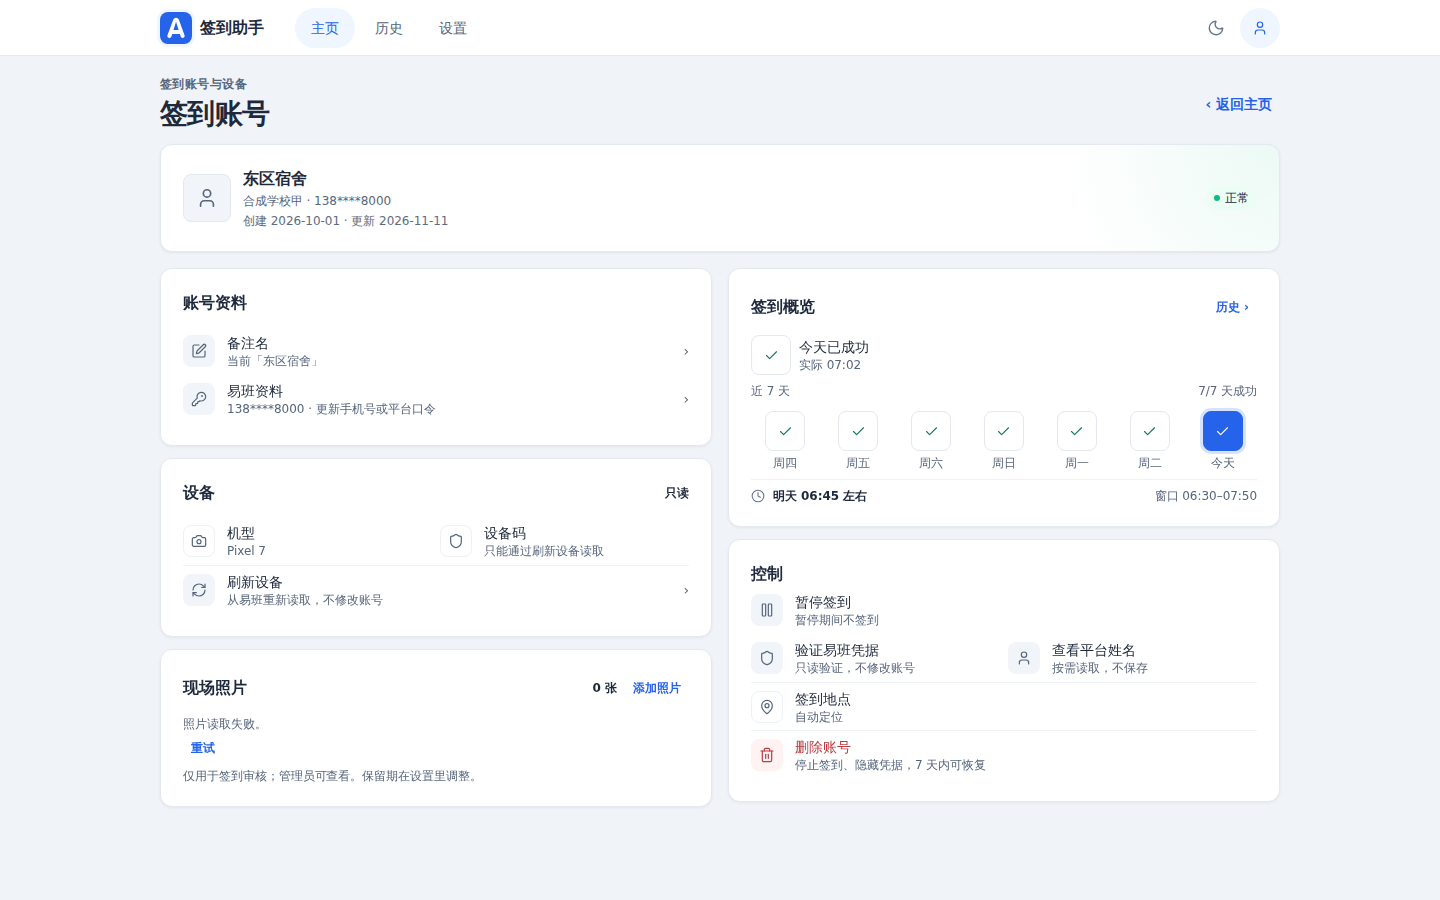 签到助手
主页
历史
设置
签到账号与设备
签到账号
‹ 返回主页
东区宿舍
合成学校甲 · 138****8000
创建 2026-10-01 · 更新 2026-11-11
正常
账号资料
备注名
当前「东区宿舍」
›
易班资料
138****8000 · 更新手机号或平台口令
›
设备
只读
机型
Pixel 7
设备码
只能通过刷新设备读取
刷新设备
从易班重新读取，不修改账号
›
现场照片
0 张
添加照片
照片读取失败。
重试
仅用于签到审核；管理员可查看。保留期在设置里调整。
签到概览
历史 ›
今天已成功
实际 07:02
近 7 天
7/7 天成功
周四
周五
周六
周日
周一
周二
今天
明天 06:45 左右
窗口 06:30–07:50
控制
暂停签到
暂停期间不签到
验证易班凭据
只读验证，不修改账号
查看平台姓名
按需读取，不保存
签到地点
自动定位
删除账号
停止签到、隐藏凭据，7 天内可恢复